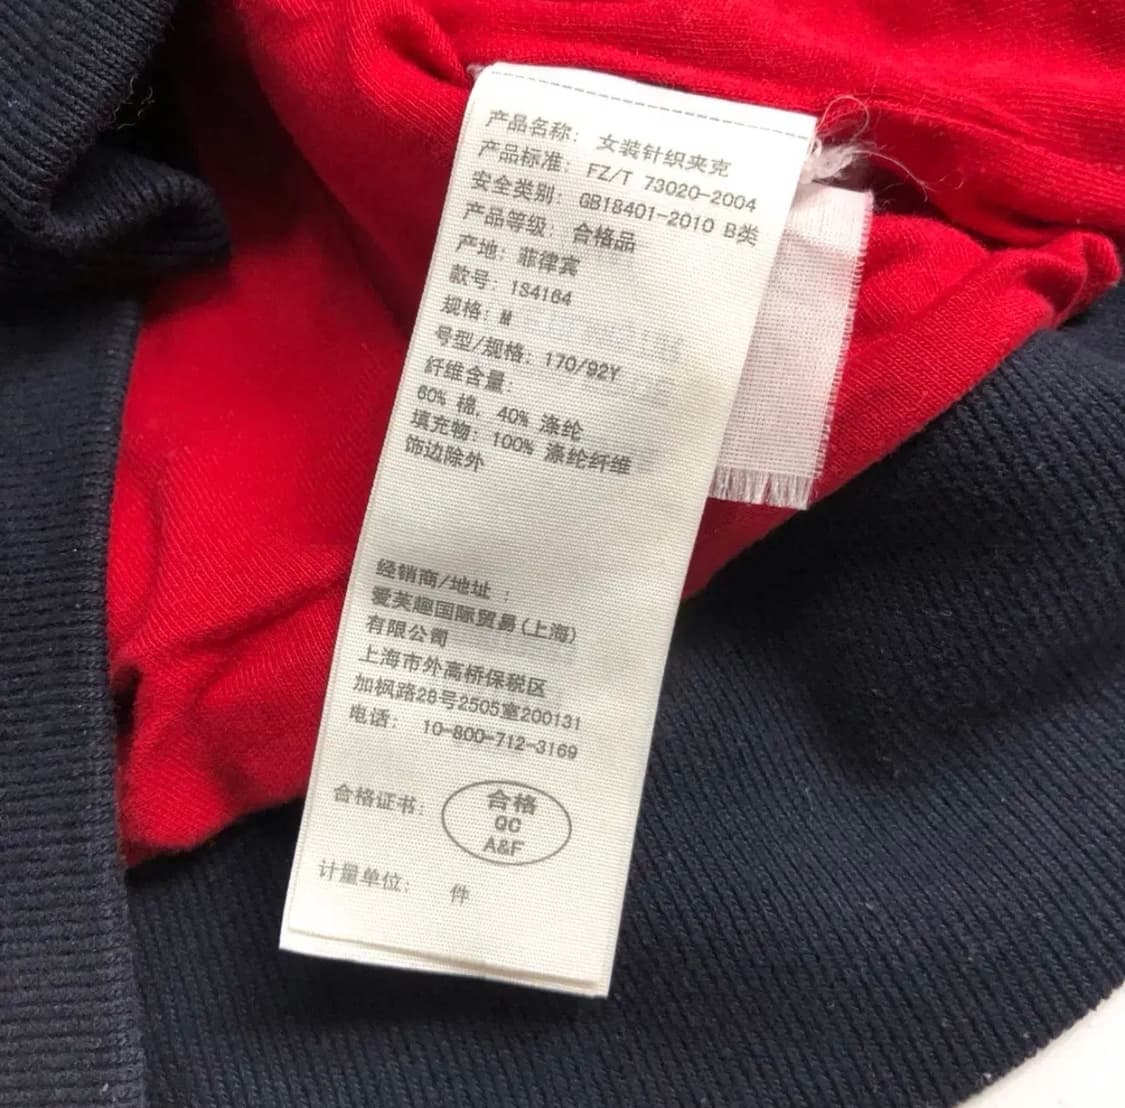 产品名称: 女装针织夹克
产品标准: FZ/T 73020-2004
安全类别: GB18401-2010 B类
产品等级: 合格品
产地: 菲律宾
款号: 184164
规格: M
号型/规格: 170/92Y
纤维含量:
60% 棉, 40% 涤纶
填充物: 100% 涤纶纤维
饰边除外
经销商/地址 :
爱芙趣国际贸易(上海)
有限公司
上海市外高桥保税区
加枫路28号2505室200131
电话: 10-800-712-3169
合格证书: 合格
QC
A&F
计量单位: 件